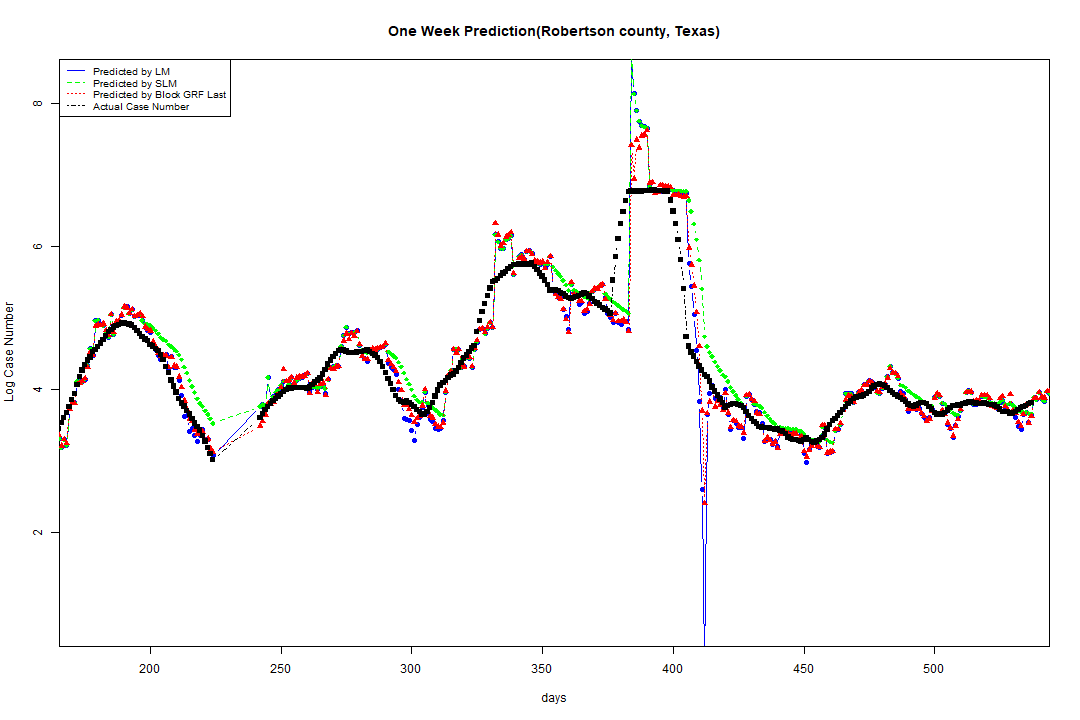 One Week Prediction(Robertson county, Texas)
Predicted by LM
Predicted by SLM
Predicted by Block GRF Last
Actual Case Number
8
6
4
2
Log Case Number
200 250 300 350 400 450 500
days